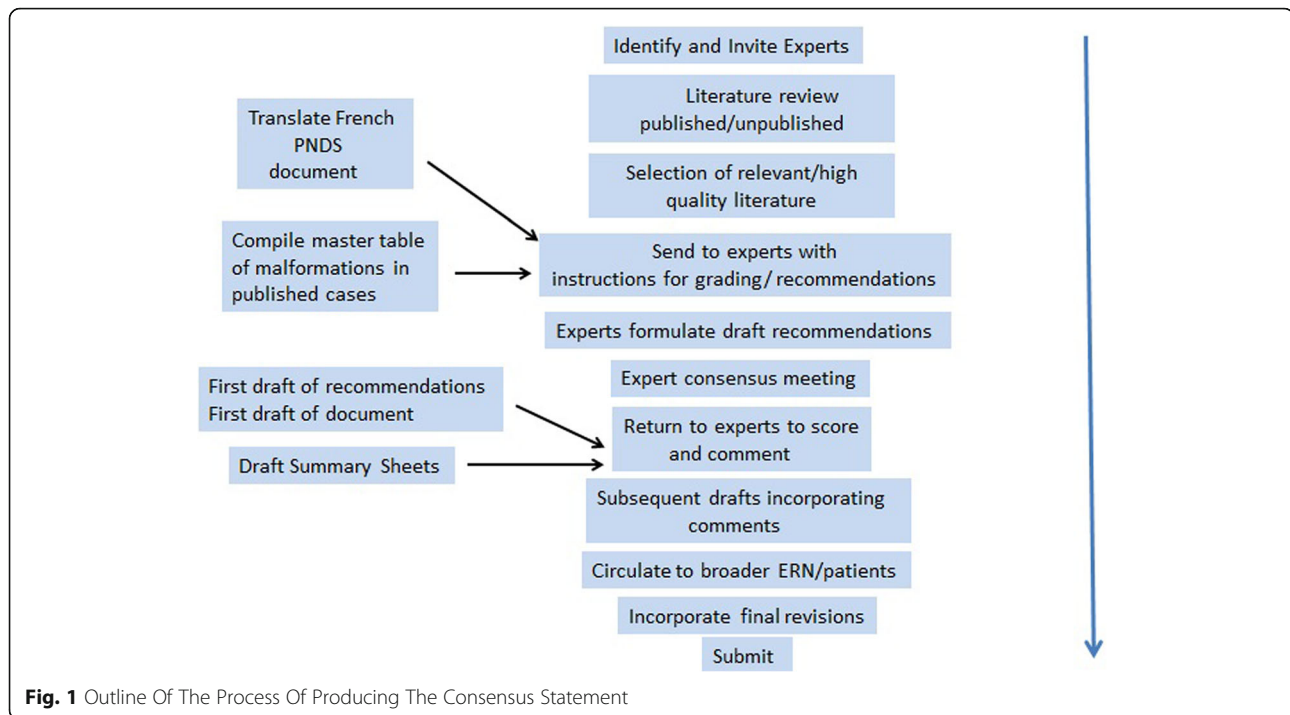 Identify and Invite Experts
Literature review
published/unpublished
Translate French
PNDS
document
Selection of relevant/high
quality literature
Compile master table
of malformations in
published cases
Send to experts with
instructions for grading/ recommendations
Experts formulate draft recommendations
Expert consensus meeting
First draft of recommendations
First draft of document
Return to experts to score
and comment
Draft Summary Sheets
Subsequent drafts incorporating
comments
Circulate to broader ERN/patients
Incorporate final revisions
Submit
Fig. 1 Outline Of The Process Of Producing The Consensus Statement